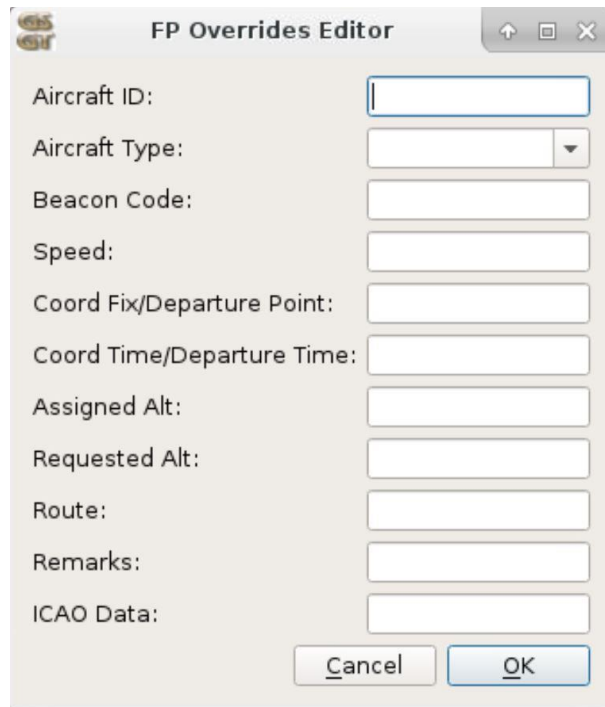 FP Overrides Editor
Aircraft ID:
Aircraft Type:
Beacon Code:
Speed:
Coord Fix/Departure Point:
Coord Time/Departure Time:
Assigned Alt:
Requested Alt:
Route:
Remarks:
ICAO Data:
Cancel OK